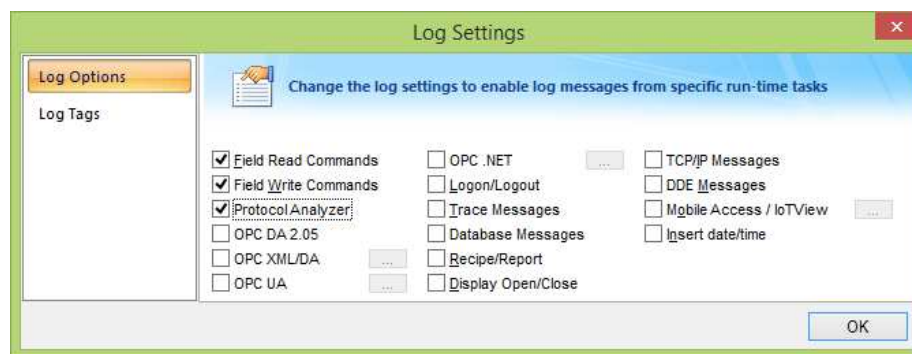 Log Settings
Log Options
Log Tags
Change the log settings to enable log messages from specific run-time tasks
Field Read Commands
Field Write Commands
Protocol Analyzer
OPC DA 2.05
OPC XML/DA ...
OPC UA ...
OPC .NET ...
Logon/Logout
Trace Messages
Database Messages
Recipe/Report
Display Open/Close
TCP/IP Messages
DDE Messages
Mobile Access / IoTView ...
Insert date/time
OK